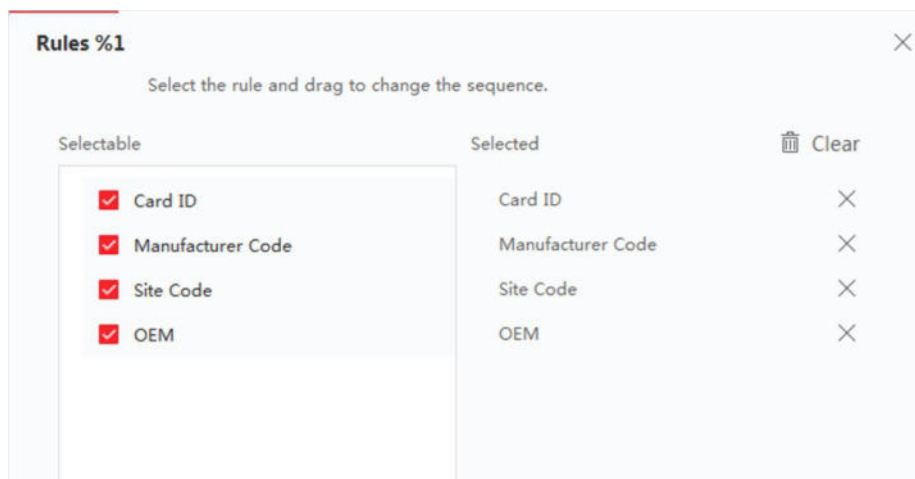 Rules %1
Select the rule and drag to change the sequence.
Selectable
Selected
Clear
Card ID
Manufacturer Code
Site Code
OEM
Card ID
Manufacturer Code
Site Code
OEM